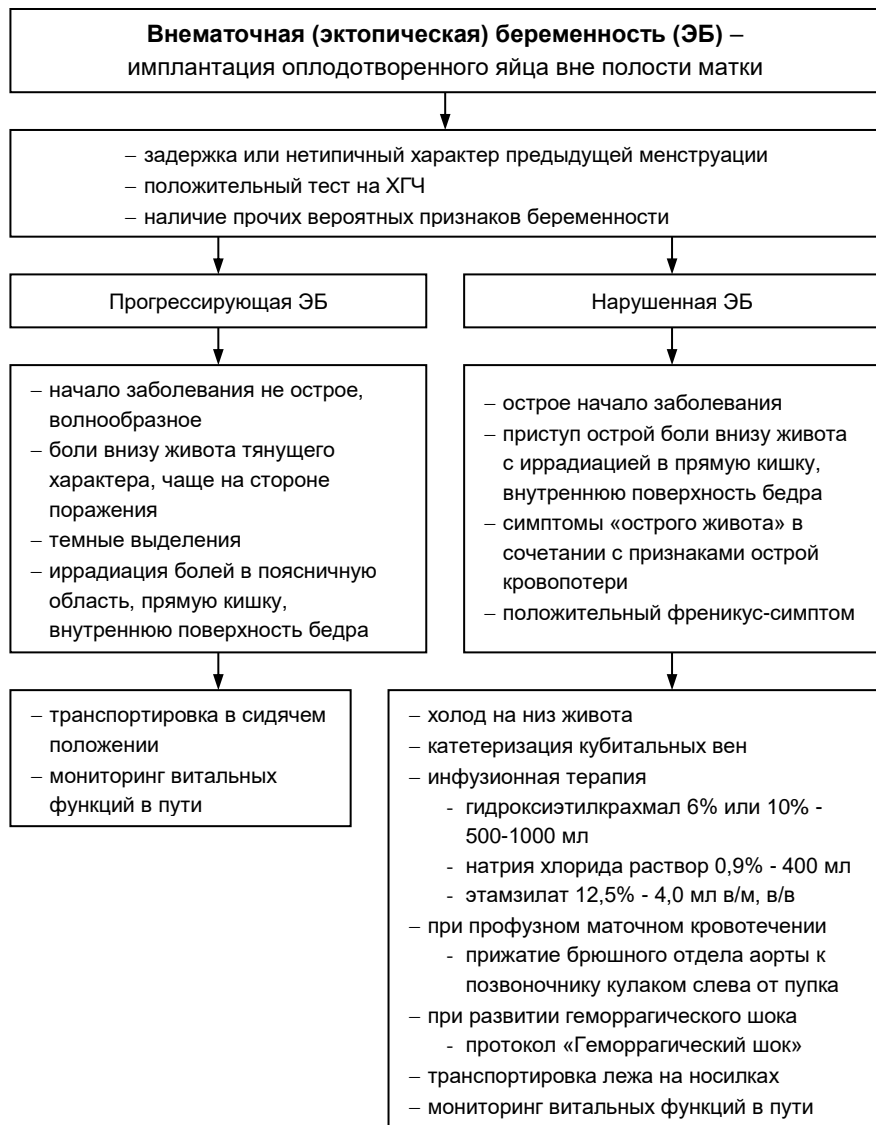 Внематочная (эктопическая) беременность (ЭБ) –
имплантация оплодотворенного яйца вне полости матки
– задержка или нетипичный характер предыдущей менструации
– положительный тест на ХГЧ
– наличие прочих вероятных признаков беременности
Прогрессирующая ЭБ
Нарушенная ЭБ
– начало заболевания не острое,
волнообразное
– боли внизу живота тянущего
характера, чаще на стороне
поражения
– темные выделения
– иррадиация болей в поясничную
область, прямую кишку,
внутреннюю поверхность бедра
– острое начало заболевания
– приступ острой боли внизу живота
с иррадиацией в прямую кишку,
внутреннюю поверхность бедра
– симптомы «острого живота» в
сочетании с признаками острой
кровопотери
– положительный френикус-симптом
– транспортировка в сидячем
положении
– мониторинг витальных
функций в пути
– холод на низ живота
– катетеризация кубитальных вен
– инфузионная терапия
- гидроксиэтилкрахмал 6% или 10% -
500-1000 мл
- натрия хлорида раствор 0,9% - 400 мл
- этамзилат 12,5% - 4,0 мл в/м, в/в
– при профузном маточном кровотечении
- прижатие брюшного отдела аорты к
позвоночнику кулаком слева от пупка
– при развитии геморрагического шока
- протокол «Геморрагический шок»
– транспортировка лежа на носилках
– мониторинг витальных функций в пути